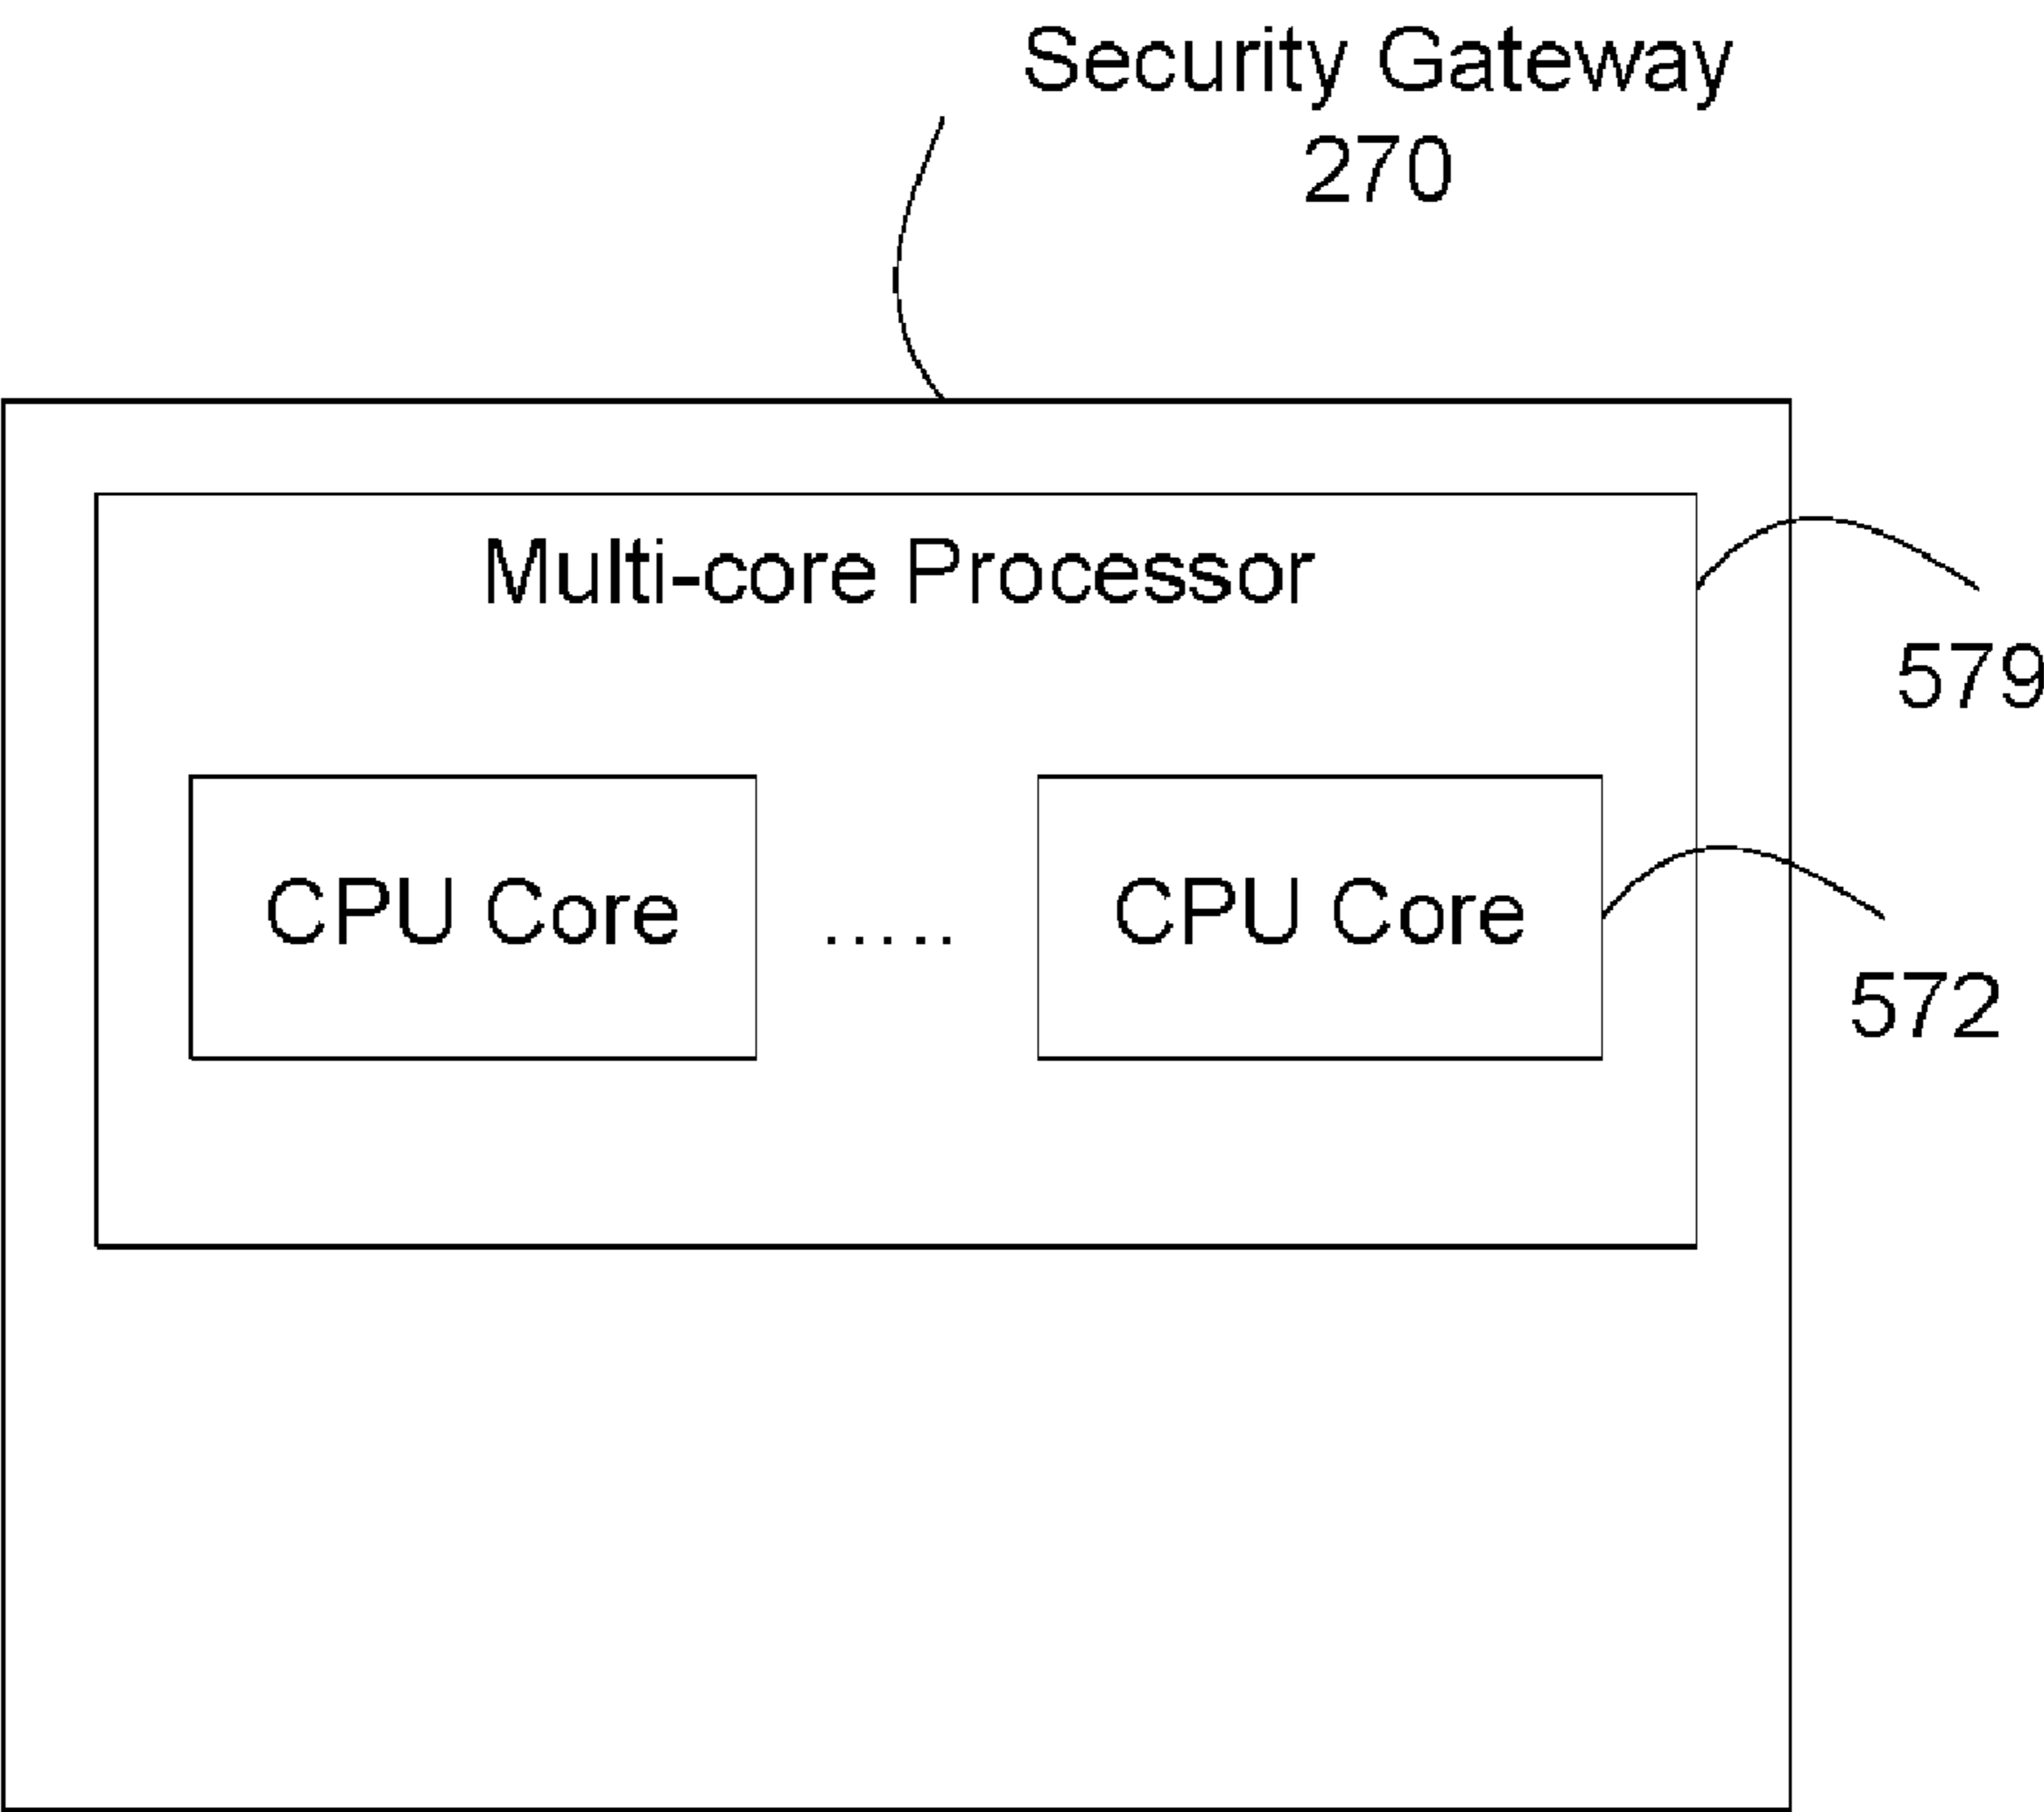 Security Gateway
270
Multi-core Processor
579
CPU Core ..... CPU Core
572